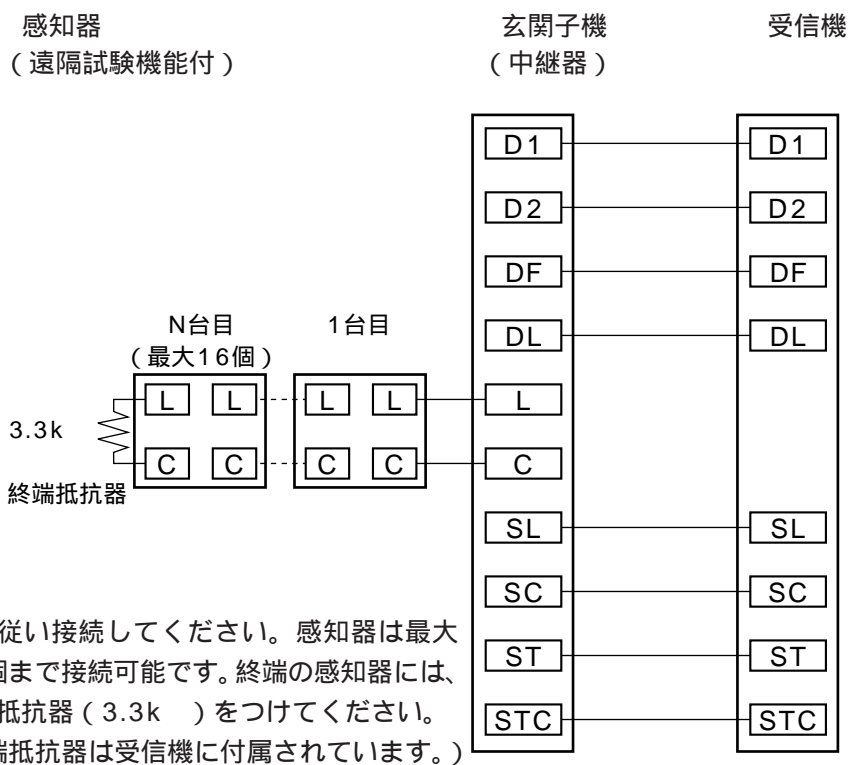 感知器
(遠隔試験機能付)
玄関子機
(中継器)
受信機
D1 D1
D2 D2
DF DF
DL DL
N台目
(最大16個)
1台目
L L L L L
3.3k
C C C C C
終端抵抗器
SL SL
SC SC
ST ST
STC STC
従い接続してください。感知器は最大
個まで接続可能です。終端の感知器には、
抵抗器(3.3k )をつけてください。
端抵抗器は受信機に付属されています。)